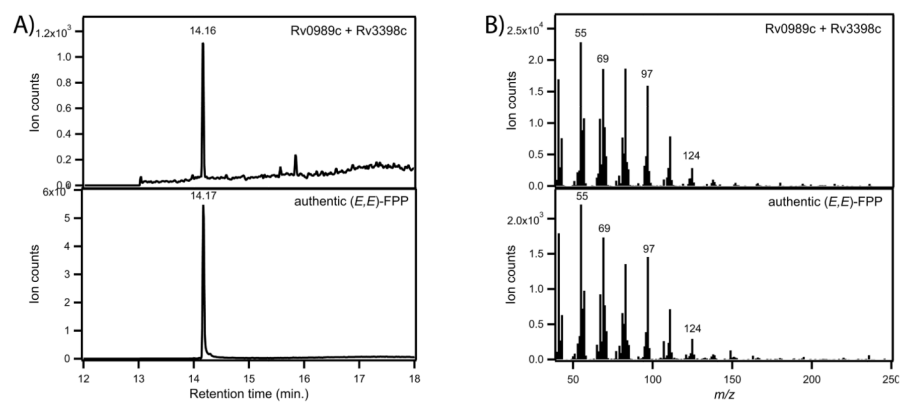 A)
1.2x10³
14.16
Rv0989c + Rv3398c
1.0
0.8
0.6
0.4
0.2
0.0
Ion counts
6x10
14.17
authentic (E,E)-FPP
5
4
3
2
1
0
Ion counts
12 13 14 15 16 17 18
Retention time (min.)
B)
2.5x10⁴
55
Rv0989c + Rv3398c
69
2.0
97
1.5
1.0
124
0.5
0.0
Ion counts
55
authentic (E,E)-FPP
2.0x10³
69
97
1.5
1.0
124
0.5
0.0
Ion counts
50 100 150 200 250
m/z